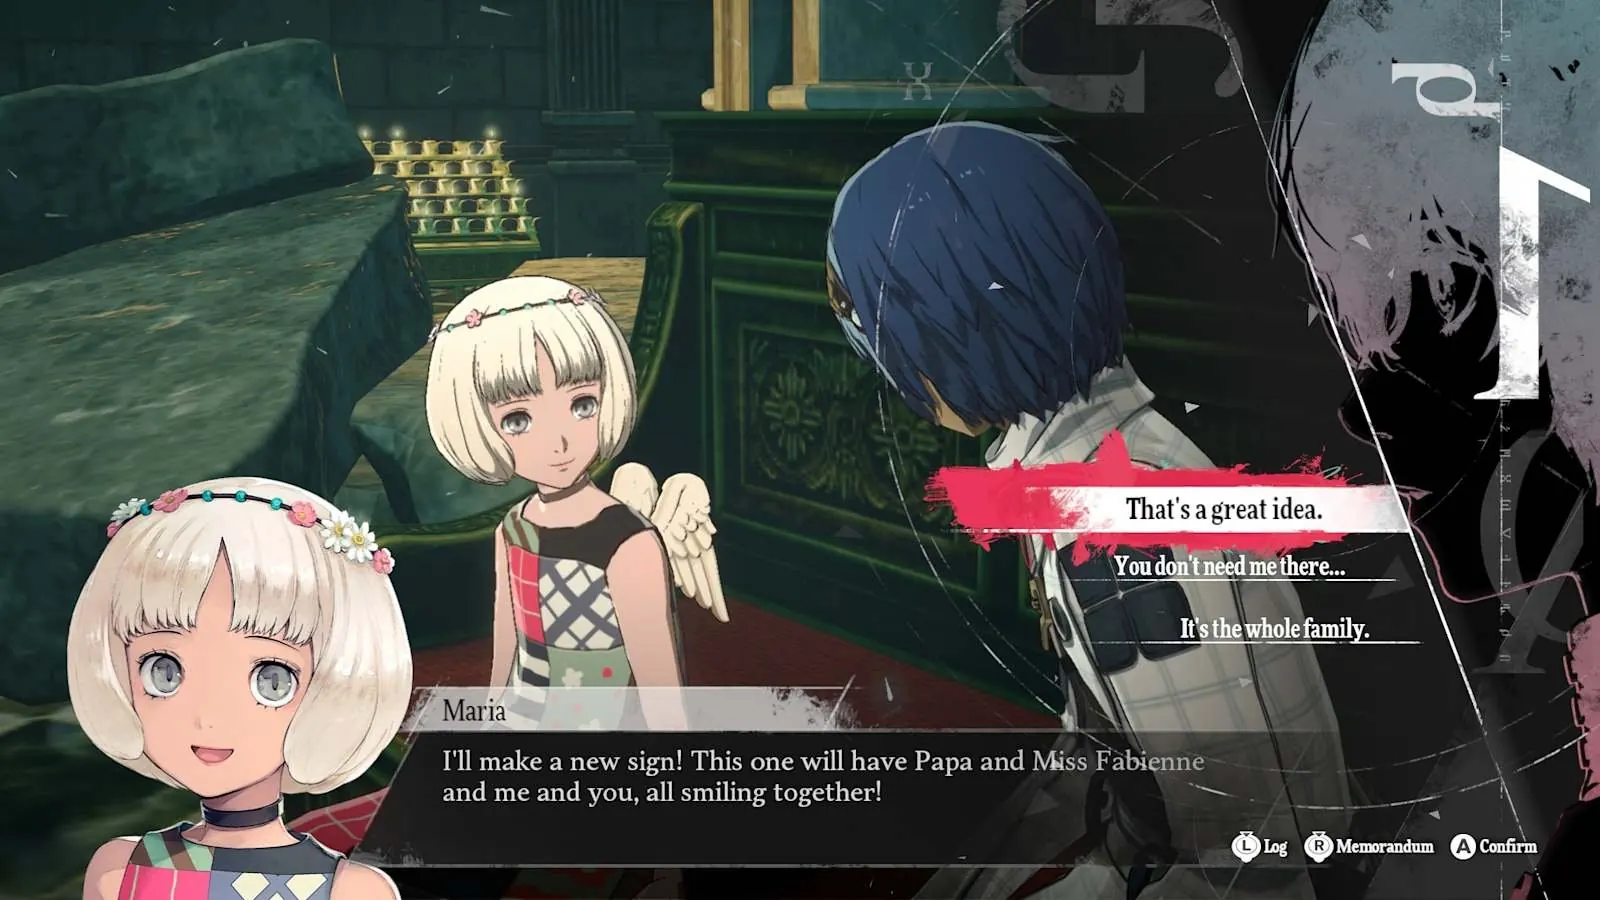 That's a great idea.
You don't need me there...
It's the whole family.
Maria
I'll make a new sign! This one will have Papa and Miss Fabienne
and me and you, all smiling together!
L Log R Memorandum A Confirm